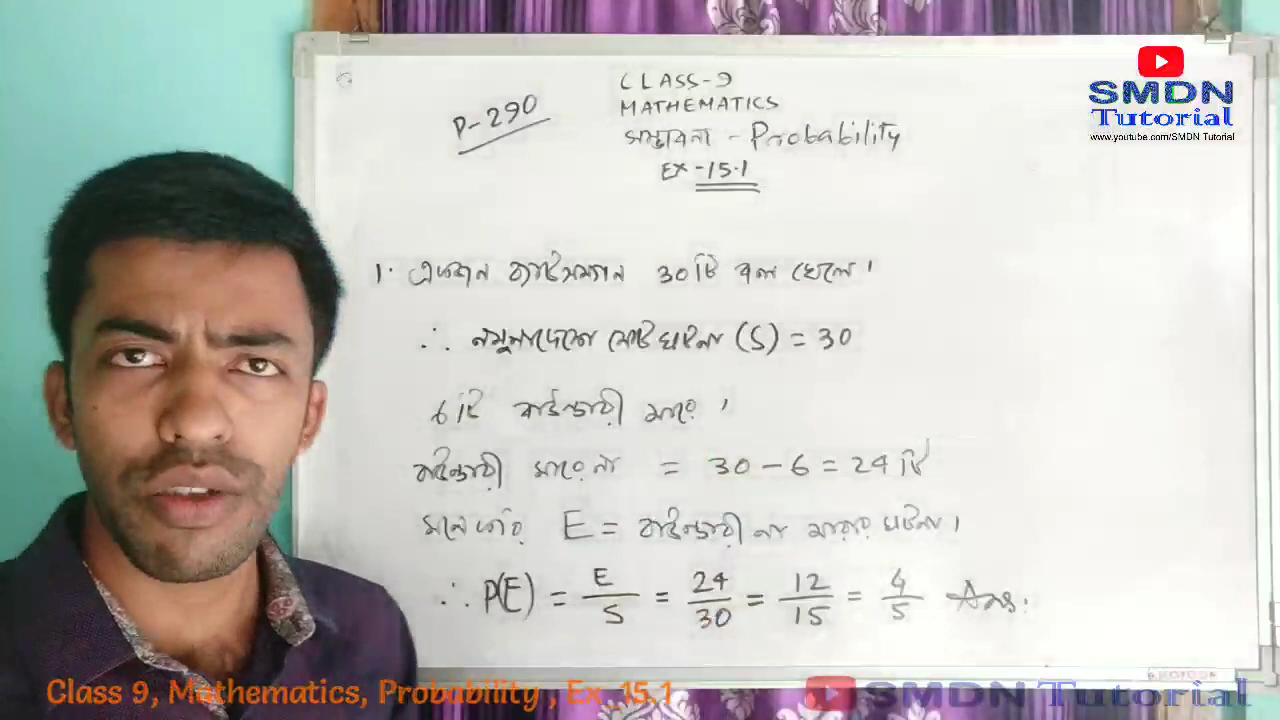 P-290
CLASS-9
MATHEMATICS
সম্ভাবনা - Probability
EX-15.1
1. একজন ব্যাটসম্যান 30টি বল খেলে।
∴ নমুনাদেশে মোট ঘটনা (S) = 30
6টি বাউন্ডারী মারে।
বাউন্ডারী মারে না = 30 - 6 = 24টি
মনে করি E = বাউন্ডারী না মারার ঘটনা।
∴ P(E) = E/S = 24/30 = 12/15 = 4/5 Ans.
SMDN
Tutorial
www.youtube.com/SMDN Tutorial
Class 9, Mathematics, Probability , Ex_15.1
SMDN Tutorial